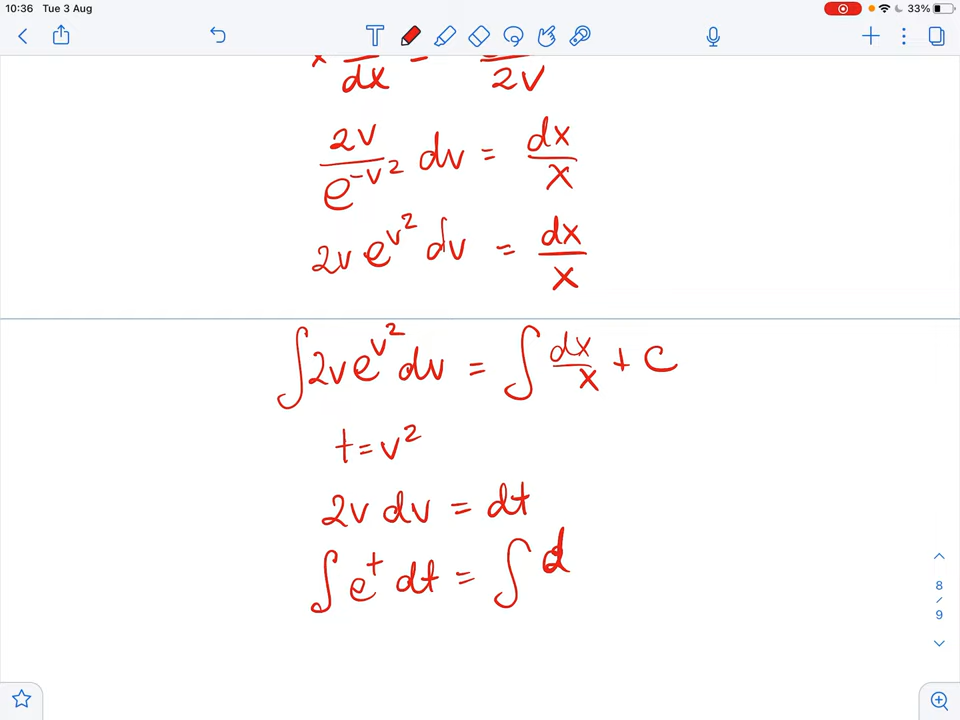 10:36 Tue 3 Aug 33%
T
x /dx = /2v
2v/e^{-v^2} dv = dx/x
2v e^{v^2} dv = dx/x
∫2ve^{v^2} dv = ∫dx/x + C
t = v^2
2v dv = dt
∫e^t dt = ∫d
8
/
9